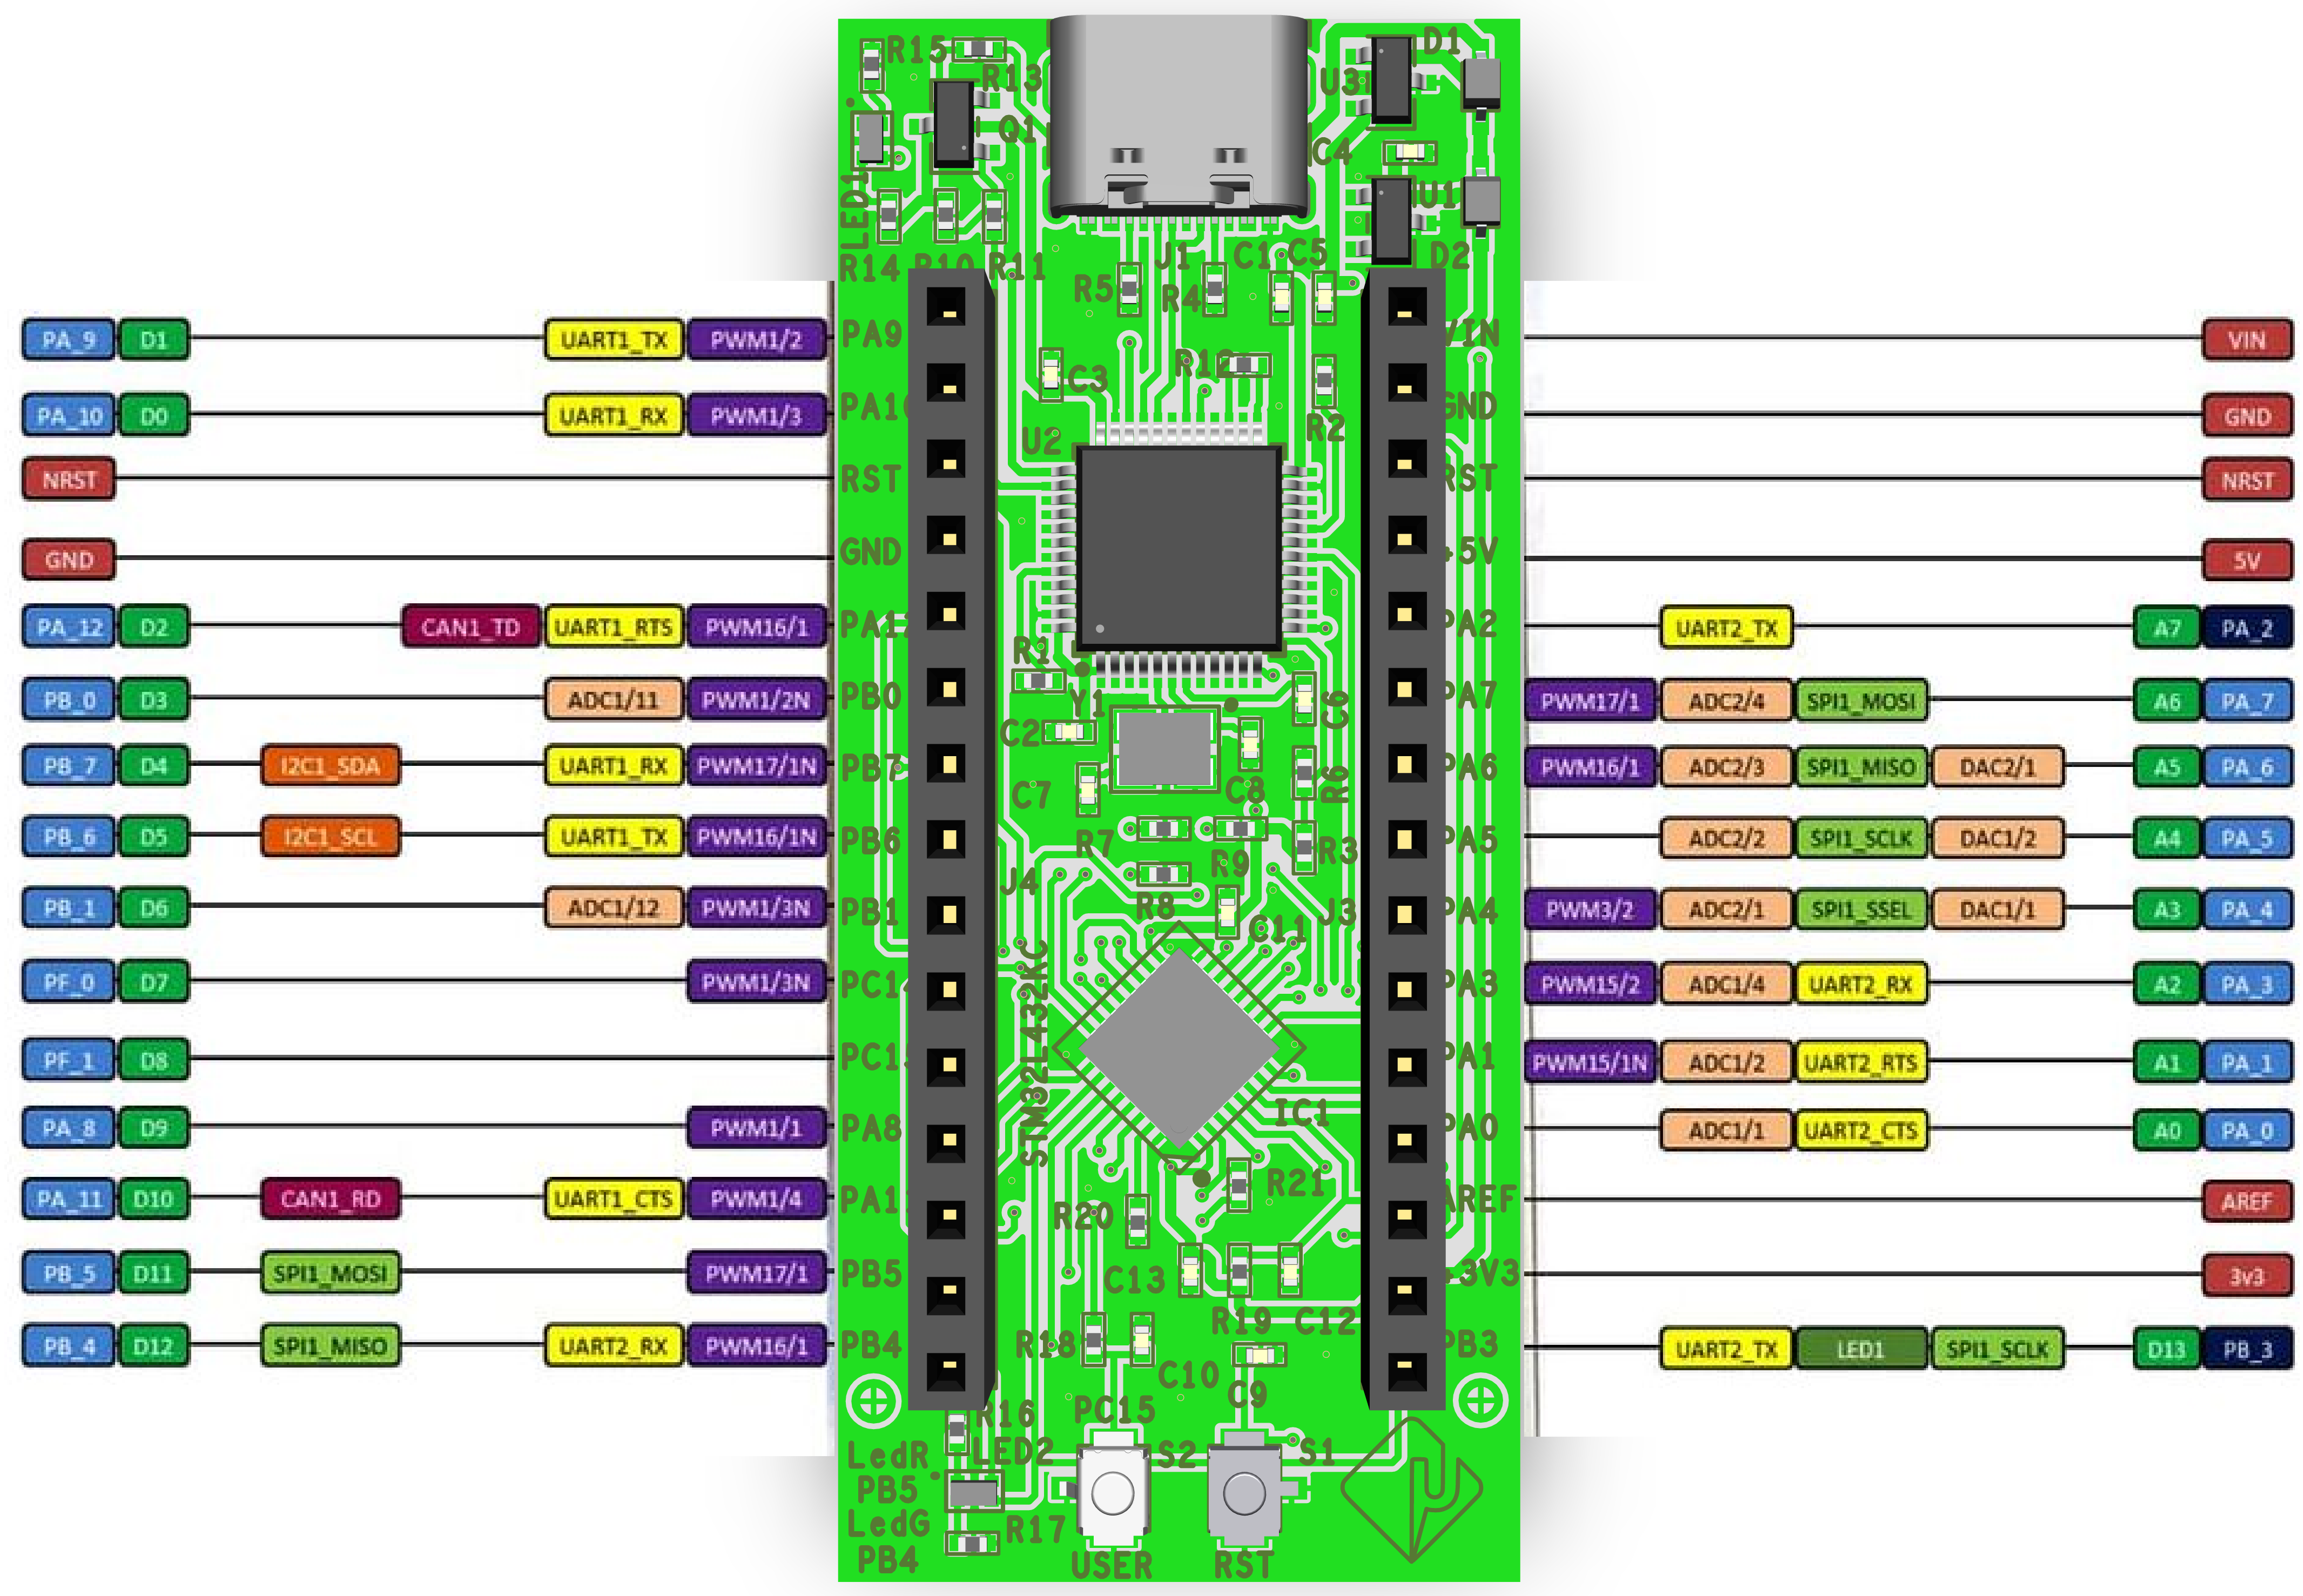 R15
R13
D1
U3
Q1
C4
LED1
U1
R14 R10 R11
J1
C1 C5
D2
R5
R4
PA_9 D1 UART1_TX PWM1/2 PA9
VIN VIN
R12
C3
PA_10 D0 UART1_RX PWM1/3 PA10
GND GND
U2
R2
NRST RST
RST NRST
GND GND
+5V 5V
PA_12 D2 CAN1_TD UART1_RTS PWM16/1 PA12
PA2 UART2_TX A7 PA_2
R1
PB_0 D3 ADC1/11 PWM1/2N PB0
Y1
C6
PA7 PWM17/1 ADC2/4 SPI1_MOSI A6 PA_7
C2
PB_7 D4 I2C1_SDA UART1_RX PWM17/1N PB7
R6
PA6 PWM16/1 ADC2/3 SPI1_MISO DAC2/1 A5 PA_6
C7
C8
PB_6 D5 I2C1_SCL UART1_TX PWM16/1N PB6
R7
R9
R3
PA5 ADC2/2 SPI1_SCLK DAC1/2 A4 PA_5
J4
PB_1 D6 ADC1/12 PWM1/3N PB1
R8
C11
J3
PA4 PWM3/2 ADC2/1 SPI1_SSEL DAC1/1 A3 PA_4
PF_0 D7 PWM1/3N PC1
PA3 PWM15/2 ADC1/4 UART2_RX A2 PA_3
STM32L432KC
PF_1 D8 PC1
PA1 PWM15/1N ADC1/2 UART2_RTS A1 PA_1
IC1
PA_8 D9 PWM1/1 PA8
PA0 ADC1/1 UART2_CTS A0 PA_0
R21
PA_11 D10 CAN1_RD UART1_CTS PWM1/4 PA1
R20
AREF AREF
PB_5 D11 SPI1_MOSI PWM17/1 PB5
C13
+3V3 3v3
R19
C12
PB_4 D12 SPI1_MISO UART2_RX PWM16/1 PB4
R18
PB3 UART2_TX LED1 SPI1_SCLK D13 PB_3
C10
C9
R16
PC15
LedR
LED2
S2
S1
PB5
LedG
R17
PB4
USER
RST